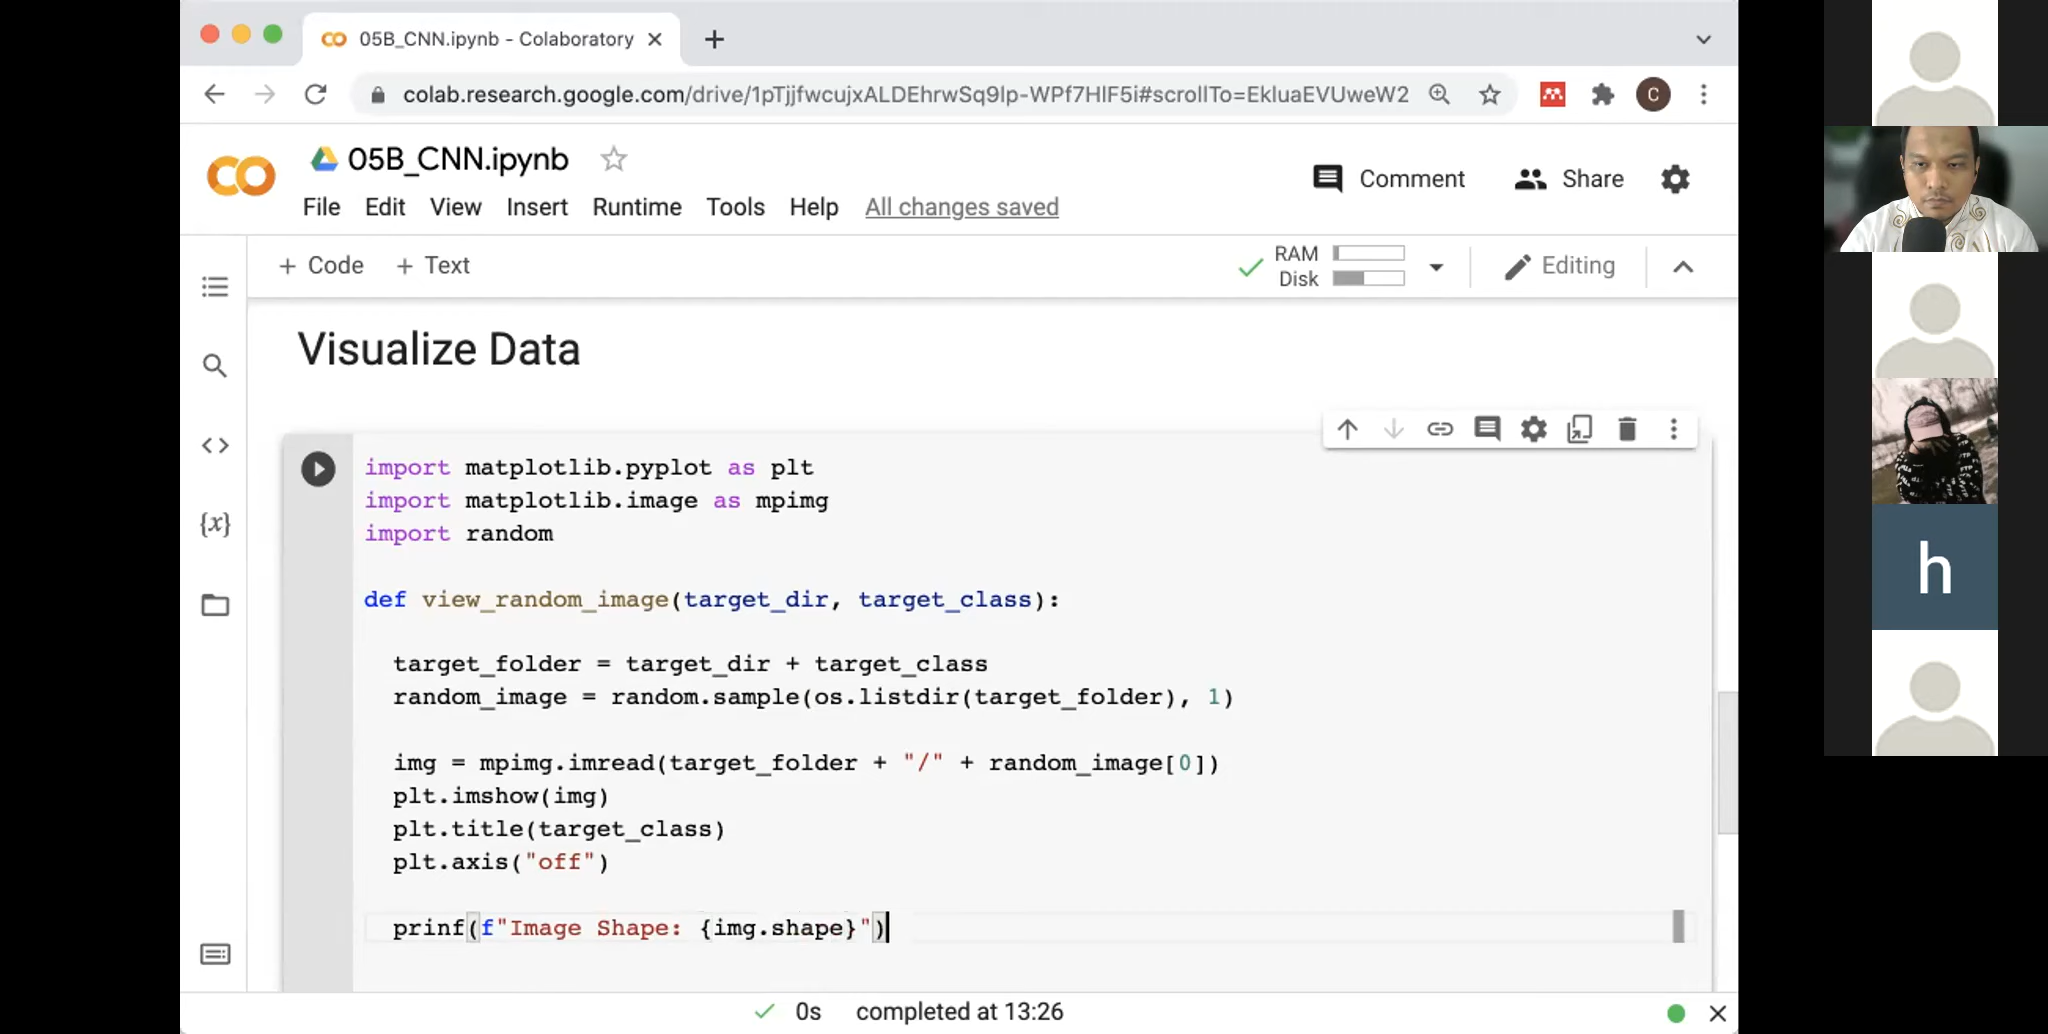 05B_CNN.ipynb - Colaboratory
colab.research.google.com/drive/1pTjjfwcujxALDEhrwSq9lp-WPf7HlF5i#scrollTo=EkluaEVUweW2
C
05B_CNN.ipynb
Comment
Share
File Edit View Insert Runtime Tools Help All changes saved
+ Code + Text
RAM
Disk
Editing
Visualize Data
{x}
import matplotlib.pyplot as plt
import matplotlib.image as mpimg
import random
def view_random_image(target_dir, target_class):
target_folder = target_dir + target_class
random_image = random.sample(os.listdir(target_folder), 1)
img = mpimg.imread(target_folder + "/" + random_image[0])
plt.imshow(img)
plt.title(target_class)
plt.axis("off")
prinf(f"Image Shape: {img.shape}")
0s completed at 13:26
h